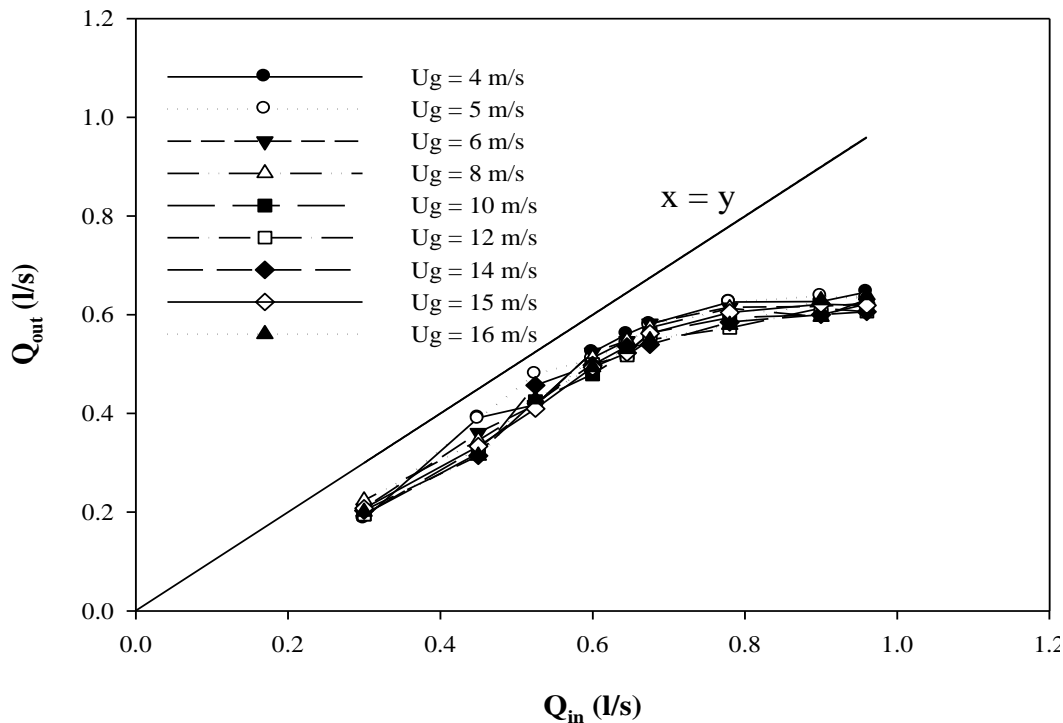 1.2
1.0
0.8
0.6
0.4
0.2
0.0
Q_out (l/s)
Ug = 4 m/s
Ug = 5 m/s
Ug = 6 m/s
Ug = 8 m/s
Ug = 10 m/s
Ug = 12 m/s
Ug = 14 m/s
Ug = 15 m/s
Ug = 16 m/s
x = y
0.0 0.2 0.4 0.6 0.8 1.0 1.2
Q_in (l/s)